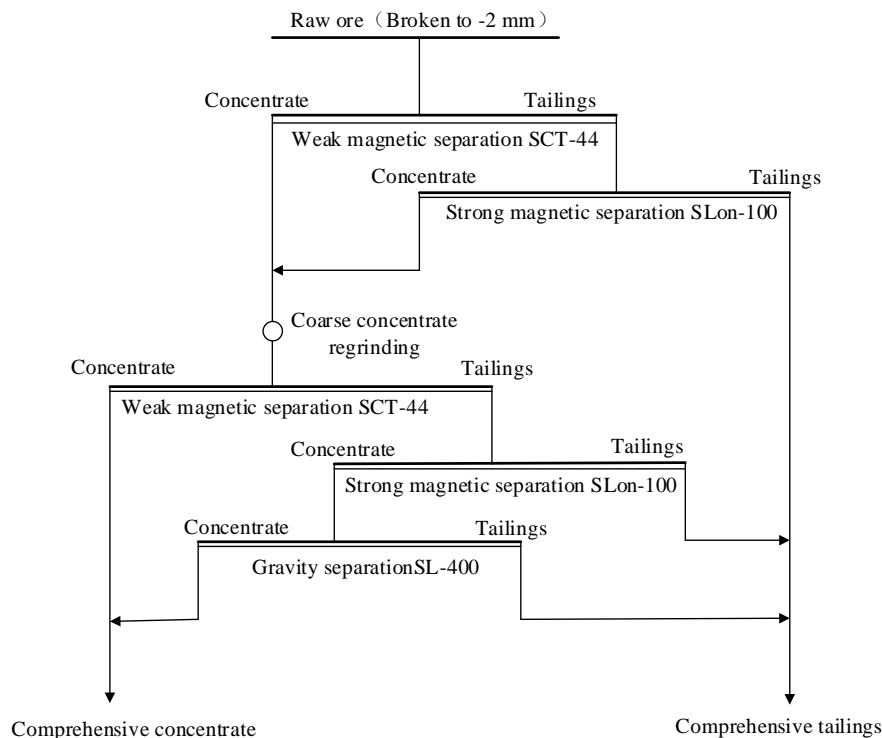 Raw ore（Broken to -2 mm）
Concentrate
Tailings
Weak magnetic separation SCT-44
Concentrate
Tailings
Strong magnetic separation SLon-100
Coarse concentrate
regrinding
Concentrate
Tailings
Weak magnetic separation SCT-44
Concentrate
Tailings
Strong magnetic separation SLon-100
Concentrate
Tailings
Gravity separationSL-400
Comprehensive concentrate
Comprehensive tailings